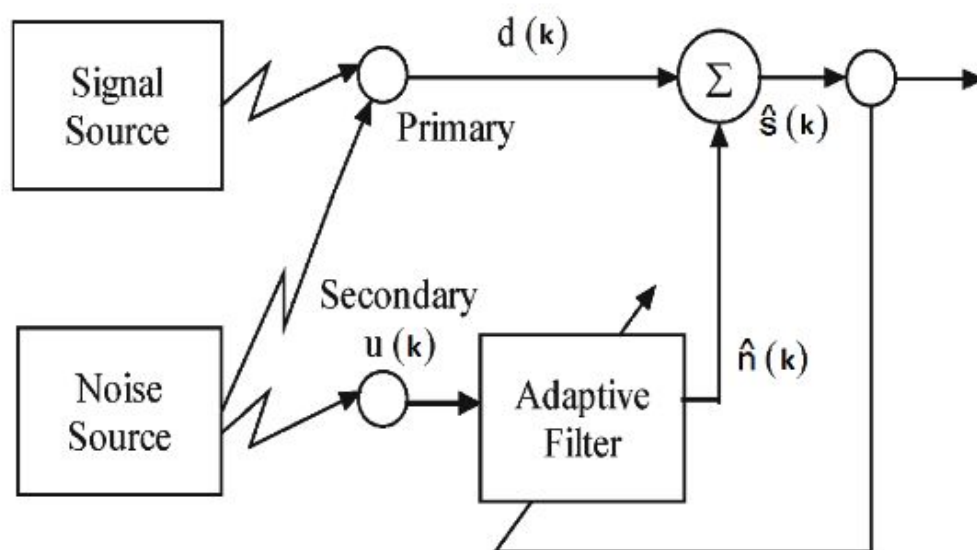 Signal
Source
d (k)
Σ
Primary
ŝ (k)
Secondary
u (k)
Noise
Source
Adaptive
Filter
n̂ (k)